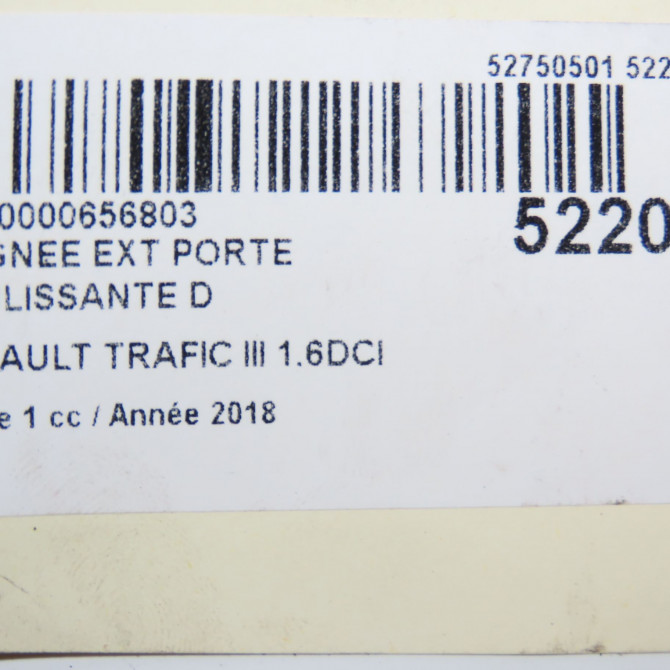 52750501 522
0000656803
5220
GNEE EXT PORTE
LISSANTE D
AULT TRAFIC III 1.6DCI
e 1 cc / Année 2018